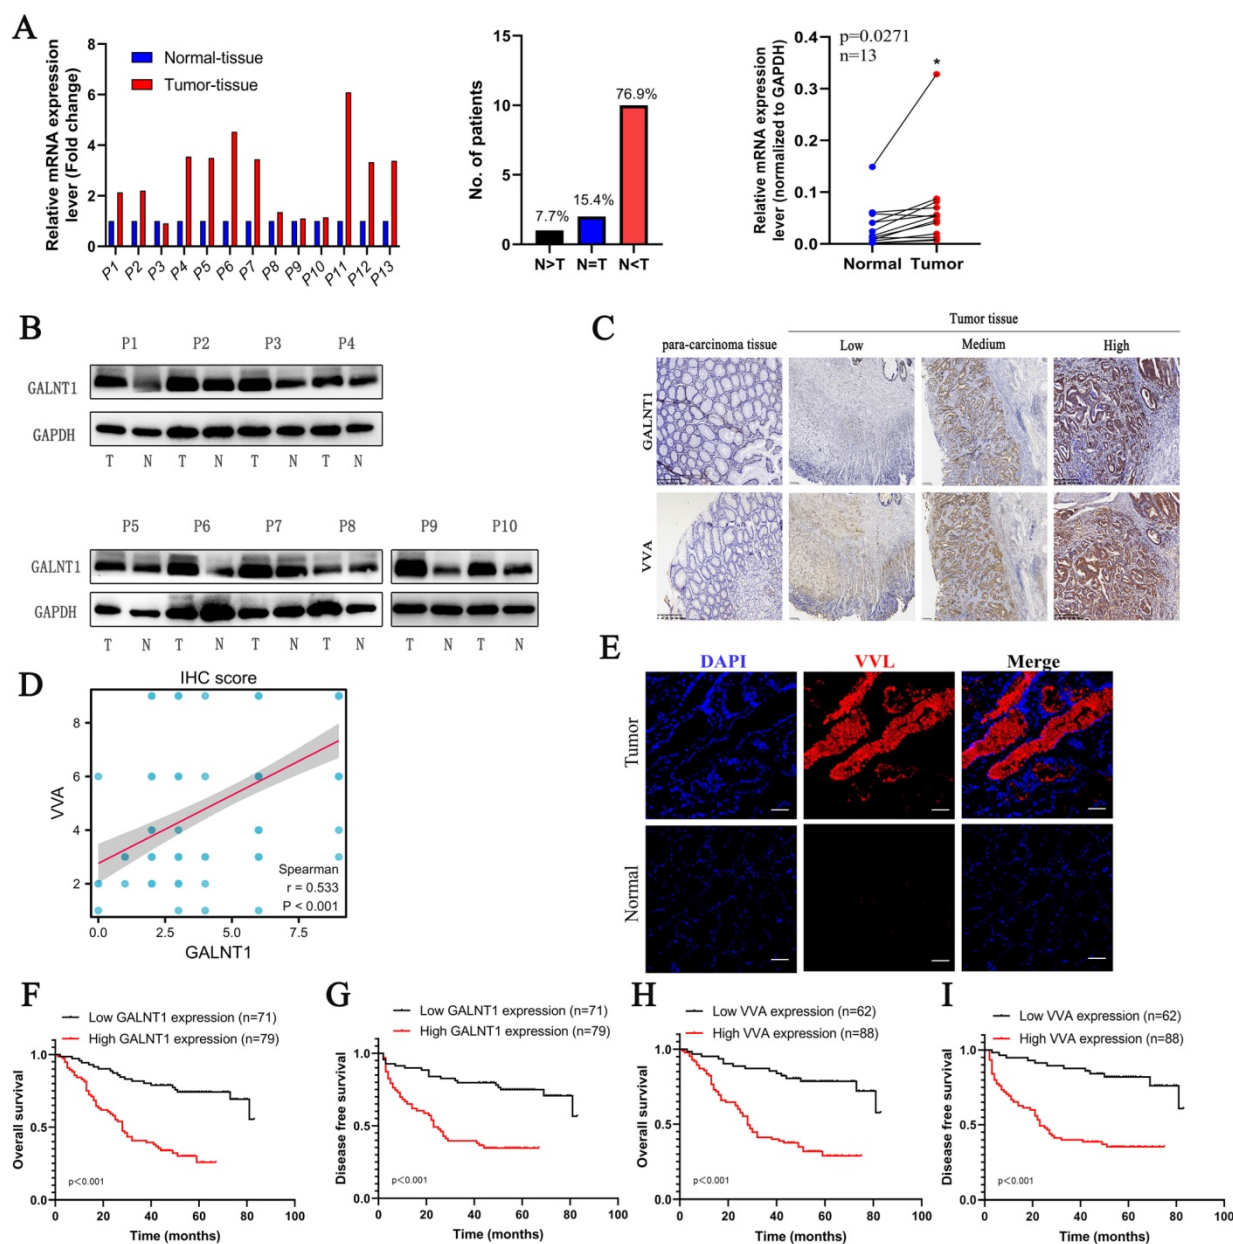 A
Relative mRNA expression
lever (Fold change)
8
6
4
2
0
Normal-tissue
Tumor-tissue
P1 P2 P3 P4 P5 P6 P7 P8 P9 P10 P11 P12 P13
No. of patients
15
10
5
0
7.7%
15.4%
76.9%
N>T N=T N<T
Relative mRNA expression
lever (normalized to GAPDH)
0.4
0.3
0.2
0.1
0.0
p=0.0271
n=13
*
Normal Tumor
B
P1 P2 P3 P4
GALNT1
GAPDH
T N T N T N T N
P5 P6 P7 P8 P9 P10
GALNT1
GAPDH
T N T N T N T N T N T N
C
Tumor tissue
para-carcinoma tissue Low Medium High
GALNT1
VVA
D
IHC score
VVA
8
6
4
2
Spearman
r = 0.533
P < 0.001
0.0 2.5 5.0 7.5
GALNT1
E
DAPI VVL Merge
Tumor
Normal
F
Low GALNT1 expression (n=71)
High GALNT1 expression (n=79)
Overall survival
1.0
0.5
0.0
p<0.001
0 20 40 60 80 100
Time (months)
G
Low GALNT1 expression (n=71)
High GALNT1 expression (n=79)
Disease free survival
1.0
0.5
0.0
p<0.001
0 20 40 60 80 100
Time (months)
H
Low VVA expression (n=62)
High VVA expression (n=88)
Overall survival
1.0
0.5
0.0
p<0.001
0 20 40 60 80 100
Time (months)
I
Low VVA expression (n=62)
High VVA expression (n=88)
Disease free survival
1.0
0.5
0.0
p<0.001
0 20 40 60 80 100
Time (months)